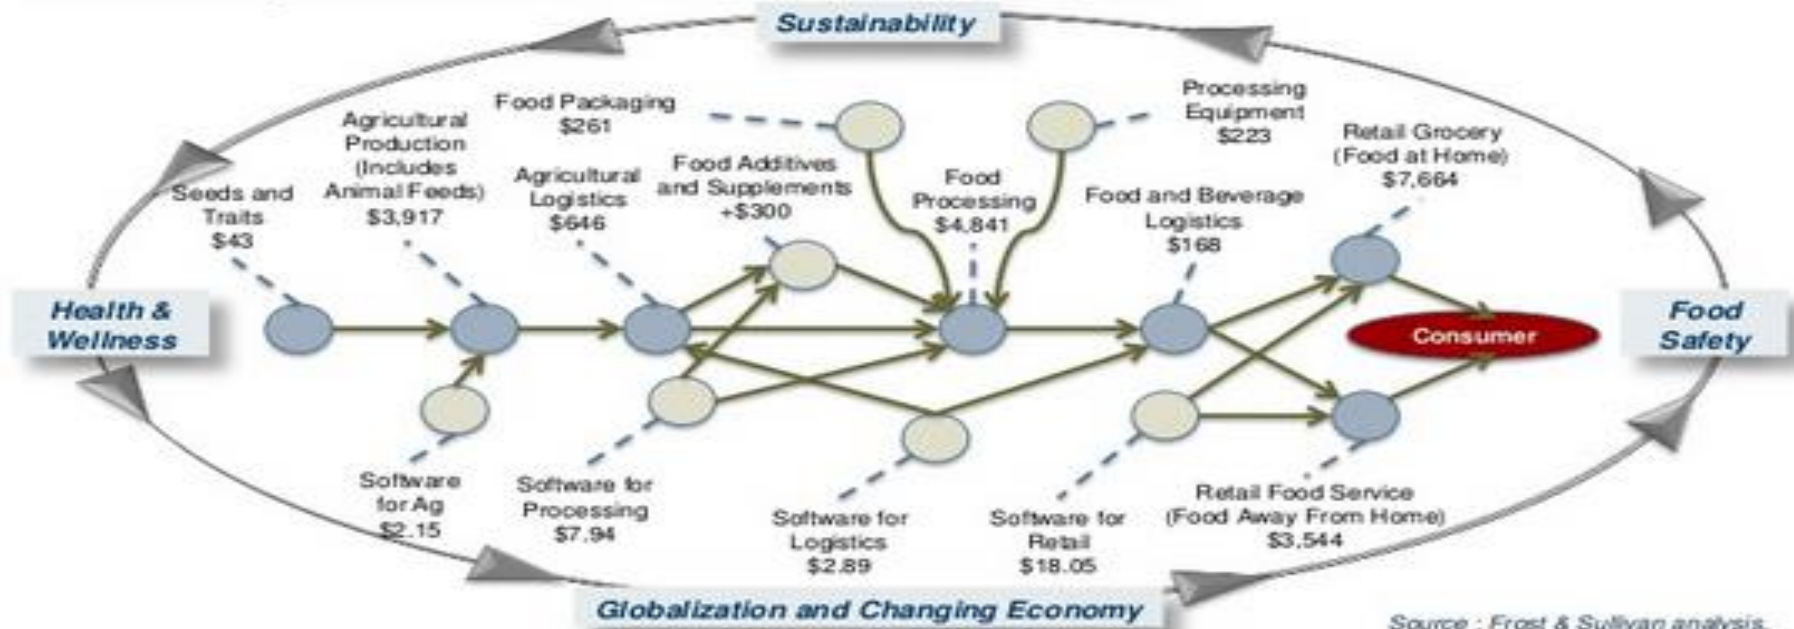 Sustainability
Food Packaging
$261
Processing
Equipment
$223
Agricultural
Production
(Includes
Animal Feeds)
$3,917
Retail Grocery
(Food at Home)
$7,664
Seeds and
Traits
$43
Agricultural
Logistics
$646
Food Additives
and Supplements
+$300
Food
Processing
$4,841
Food and Beverage
Logistics
$168
Health &
Wellness
Consumer
Food
Safety
Software
for Ag
$2.15
Software for
Processing
$7.94
Software for
Logistics
$2.89
Software for
Retail
$18.05
Retail Food Service
(Food Away From Home)
$3,544
Globalization and Changing Economy
Source : Frost & Sullivan analysis.